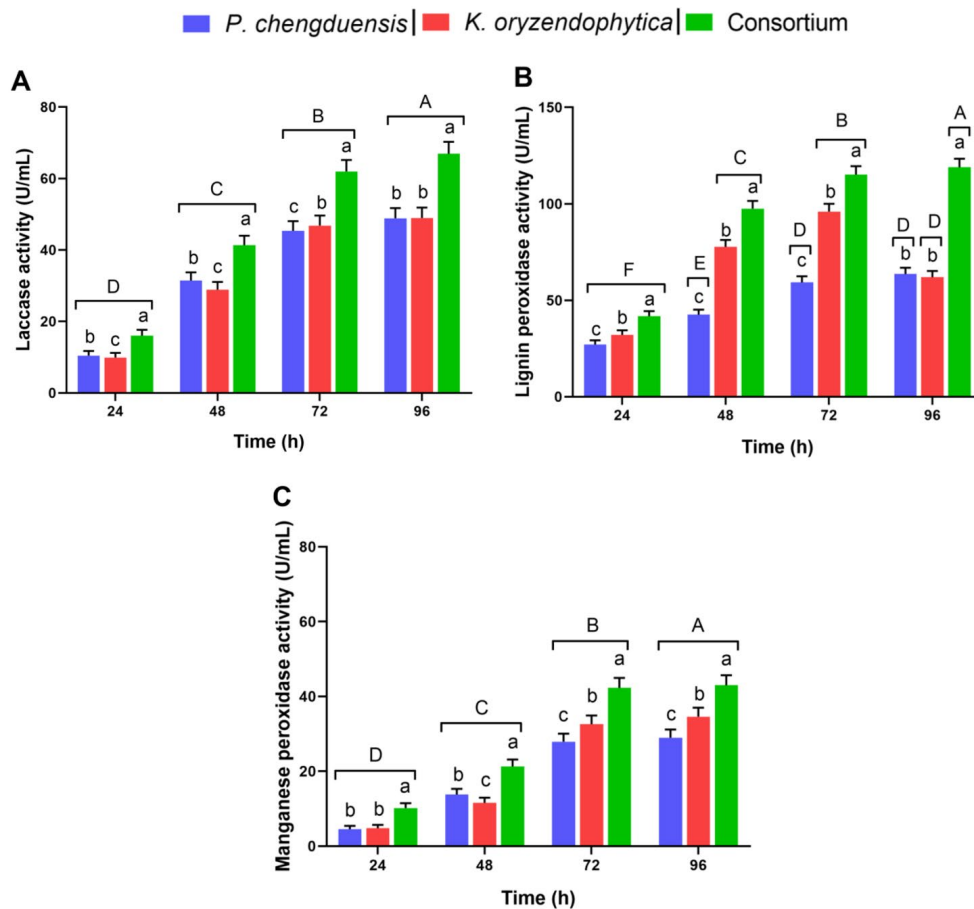 P. chengduensis | K. oryzendophytica | Consortium
A
Laccase activity (U/mL)
80
60
40
20
0
D
C
B
A
b c a
b c a
c b a
b b a
24 48 72 96
Time (h)
B
Lignin peroxidase activity (U/mL)
150
100
50
0
F
E C
D B
D D A
c b a
c b a
c b a
b b a
24 48 72 96
Time (h)
C
Manganese peroxidase activity (U/mL)
80
60
40
20
0
D
C
B
A
b b a
b c a
c b a
c b a
24 48 72 96
Time (h)